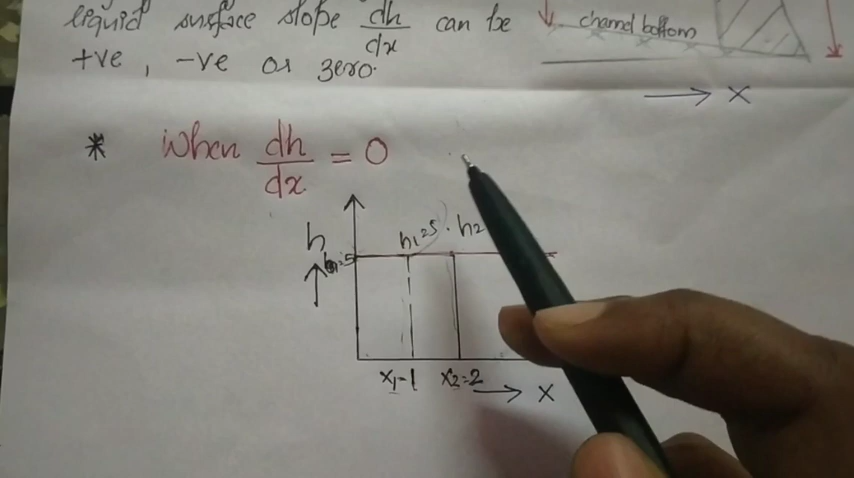 liquid surface slope dh/dx can be
channel bottom
+ve, -ve or zero.
→ X
* When dh/dx = 0
h
h₁=5 . h₂
x₁-1 x₂=2
→ x